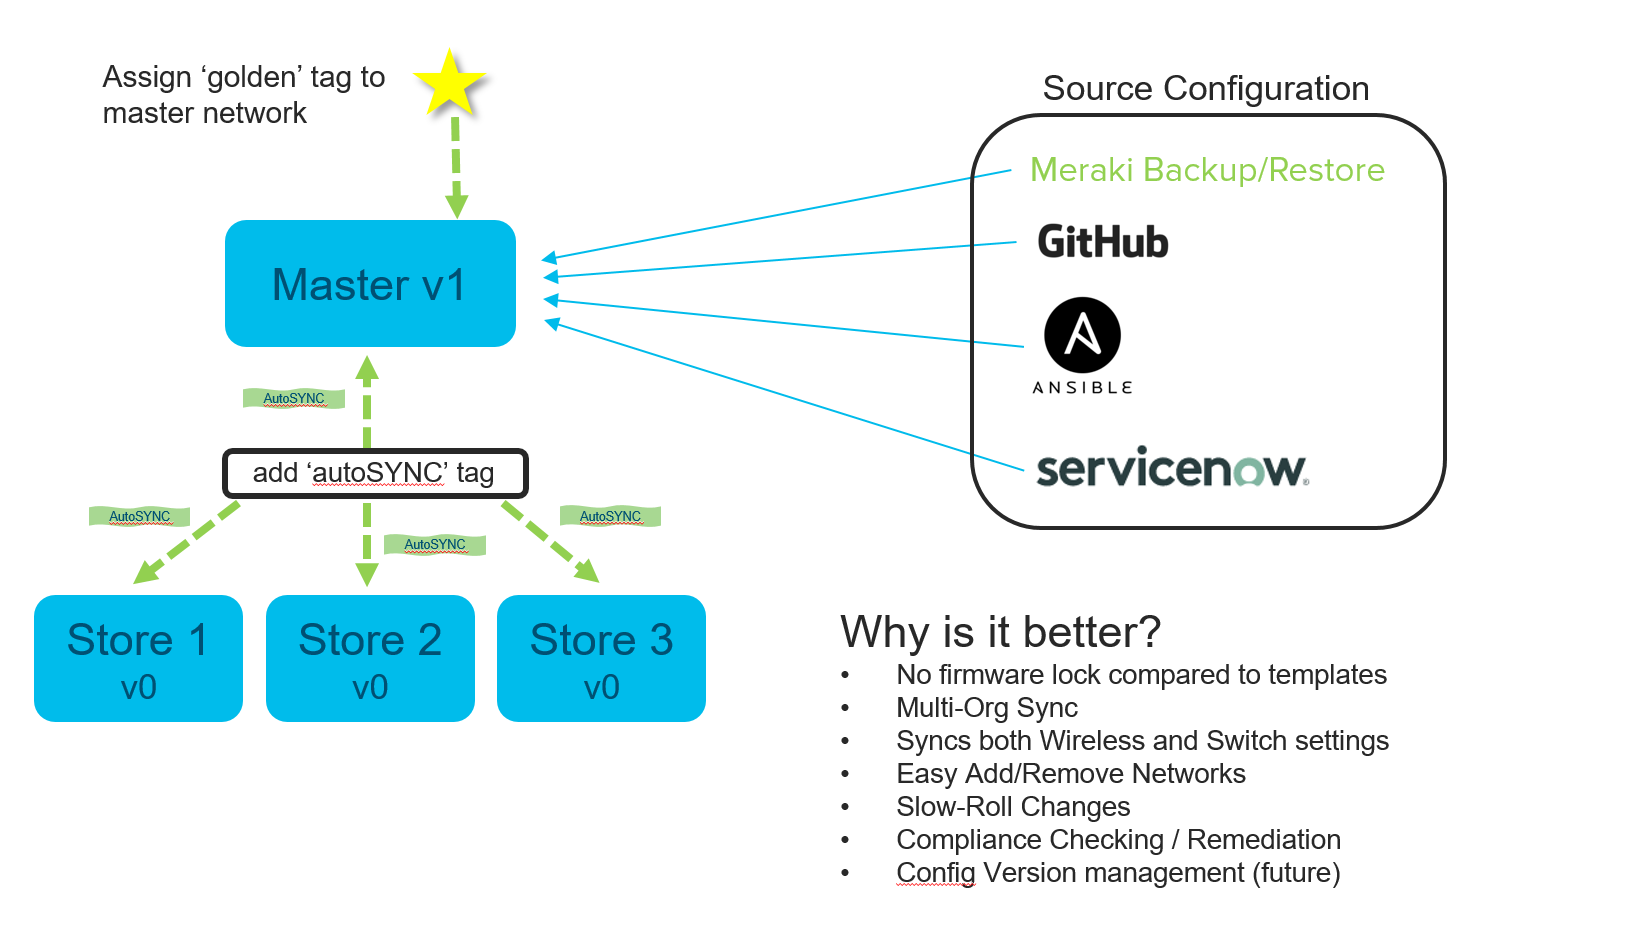 Assign ‘golden’ tag to
master network
Source Configuration
Meraki Backup/Restore
GitHub
ANSIBLE
servicenow
Master v1
AutoSYNC
add ‘autoSYNC’ tag
AutoSYNC
AutoSYNC
AutoSYNC
Store 1
v0
Store 2
v0
Store 3
v0
Why is it better?
• No firmware lock compared to templates
• Multi-Org Sync
• Syncs both Wireless and Switch settings
• Easy Add/Remove Networks
• Slow-Roll Changes
• Compliance Checking / Remediation
• Config Version management (future)